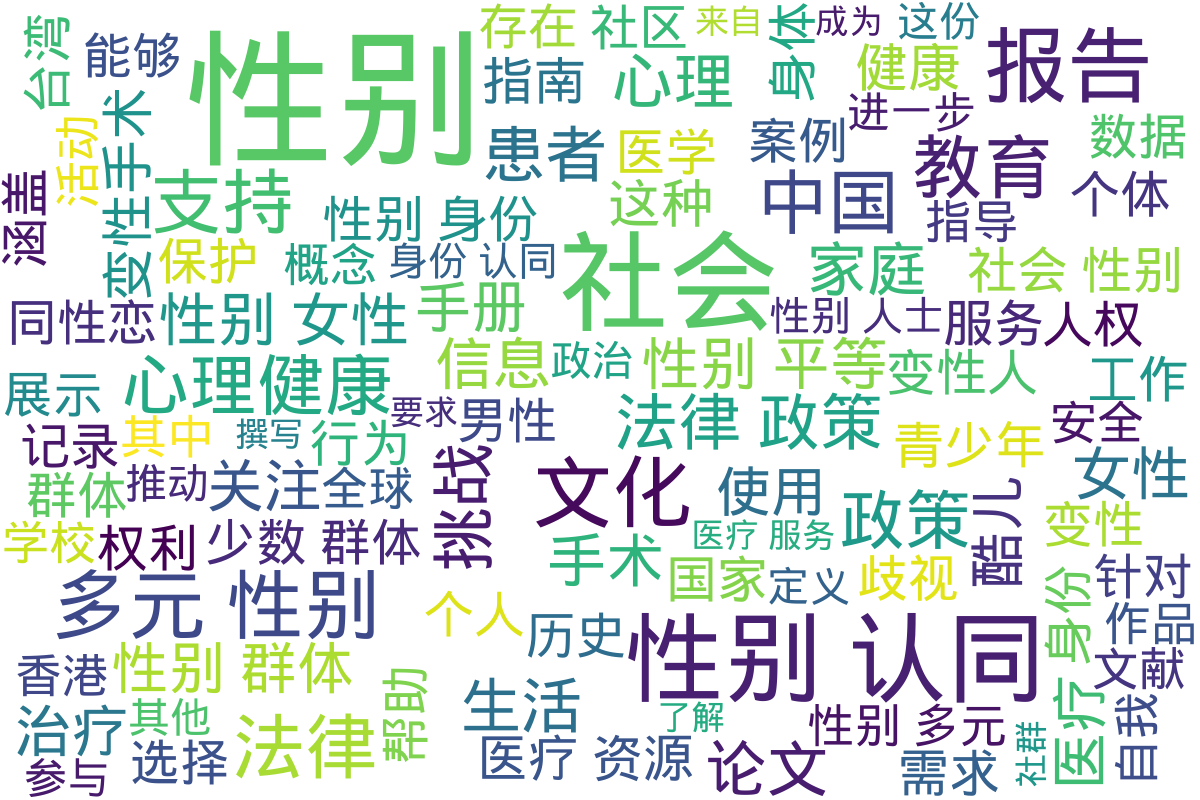 台湾
能够
性别
存在
社区
来自
成为
这份
身体
报告
指南
心理
健康
活动
变性手术
患者
医学
案例
进一步
数据
教育
涵盖
支持
性别 身份
这种
中国
指导
个体
保护
概念
身份 认同
社会
家庭
社会 性别
同性恋
性别 女性
手册
性别 人士
服务
人权
信息
政治
性别 平等
变性人
工作
展示
心理健康
要求
男性
法律 政策
安全
记录
其中
撰写
行为
青少年
女性
群体
推动
关注
全球
挑战
文化
使用
政策
酷儿
变性
学校
权利
少数 群体
手术
医疗 服务
国家
定义
歧视
针对
多元 性别
个人
历史
性别 认同
身份
作品
香港
性别 群体
帮助
生活
了解
文献
治疗
其他
法律
性别 多元
医疗
自我
参与
选择
医疗 资源
论文
需求
社群